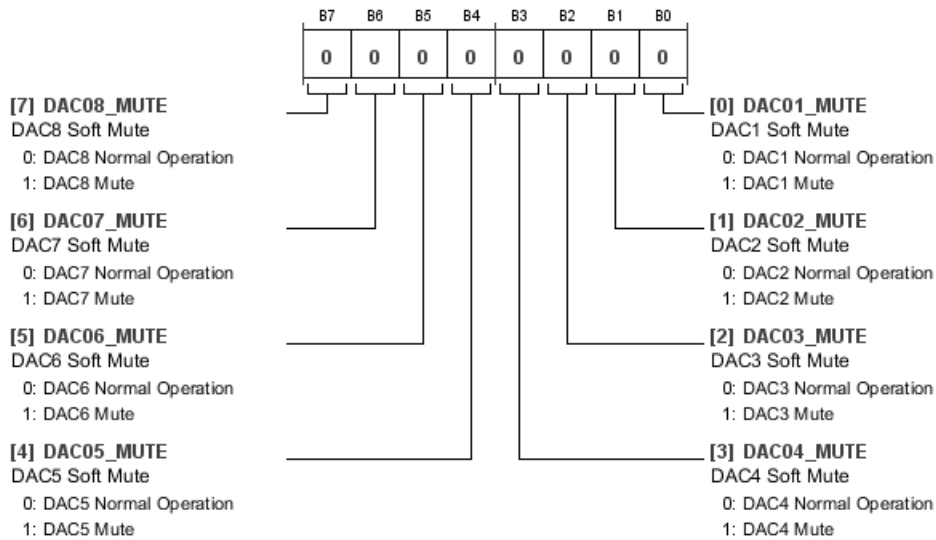 B7 B6 B5 B4 B3 B2 B1 B0
0 0 0 0 0 0 0 0
[7] DAC08_MUTE
DAC8 Soft Mute
0: DAC8 Normal Operation
1: DAC8 Mute
[6] DAC07_MUTE
DAC7 Soft Mute
0: DAC7 Normal Operation
1: DAC7 Mute
[5] DAC06_MUTE
DAC6 Soft Mute
0: DAC6 Normal Operation
1: DAC6 Mute
[4] DAC05_MUTE
DAC5 Soft Mute
0: DAC5 Normal Operation
1: DAC5 Mute
[0] DAC01_MUTE
DAC1 Soft Mute
0: DAC1 Normal Operation
1: DAC1 Mute
[1] DAC02_MUTE
DAC2 Soft Mute
0: DAC2 Normal Operation
1: DAC2 Mute
[2] DAC03_MUTE
DAC3 Soft Mute
0: DAC3 Normal Operation
1: DAC3 Mute
[3] DAC04_MUTE
DAC4 Soft Mute
0: DAC4 Normal Operation
1: DAC4 Mute